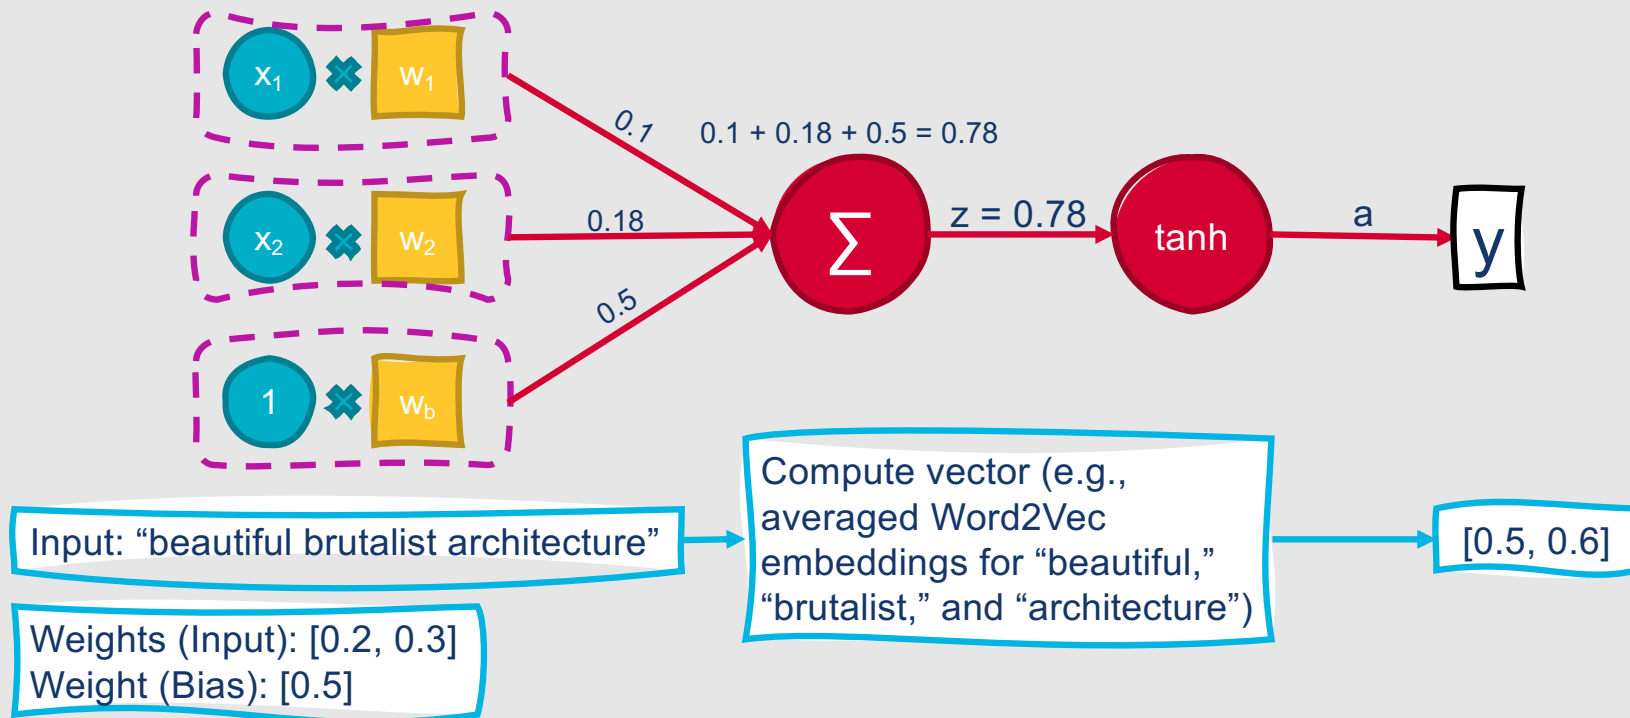 x₁
w₁
0.1
0.1 + 0.18 + 0.5 = 0.78
x₂
w₂
0.18
∑
z = 0.78
tanh
a
y
0.5
1
w_b
Input: “beautiful brutalist architecture”
Compute vector (e.g.,
averaged Word2Vec
embeddings for “beautiful,”
“brutalist,” and “architecture”)
[0.5, 0.6]
Weights (Input): [0.2, 0.3]
Weight (Bias): [0.5]